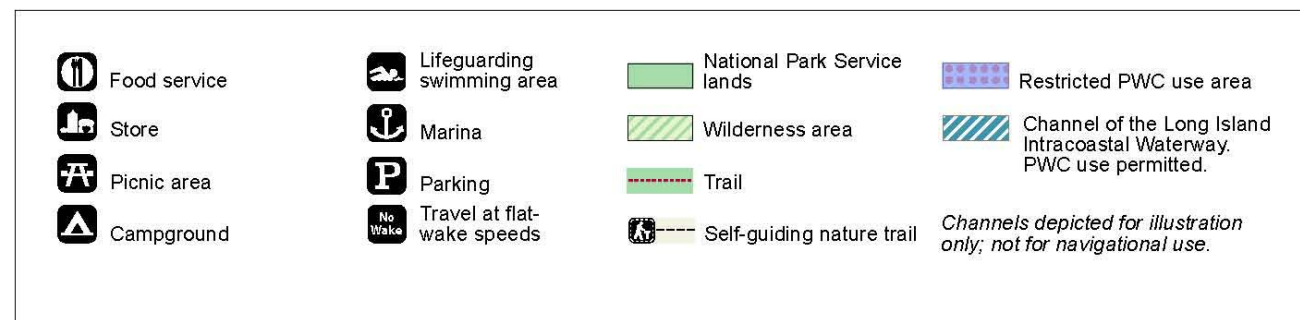 Food service
Store
Picnic area
Campground
Lifeguarding
swimming area
Marina
P
Parking
No
Wake
Travel at flat-
wake speeds
National Park Service
lands
Wilderness area
Trail
Self-guiding nature trail
Restricted PWC use area
Channel of the Long Island
Intracoastal Waterway.
PWC use permitted.
Channels depicted for illustration
only; not for navigational use.